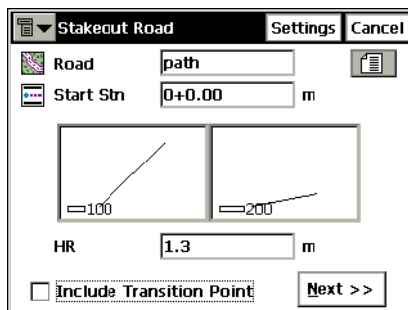 Stakeout Road Settings Cancel
Road path
Start Stn 0+0.00 m
100 200
HR 1.3 m
Include Transition Point Next >>